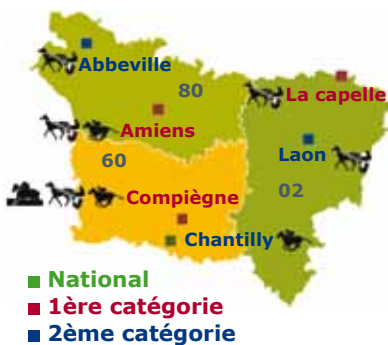 Abbeville
80
La capelle
Amiens
Laon
60
02
Compiègne
Chantilly
National
1ère catégorie
2ème catégorie